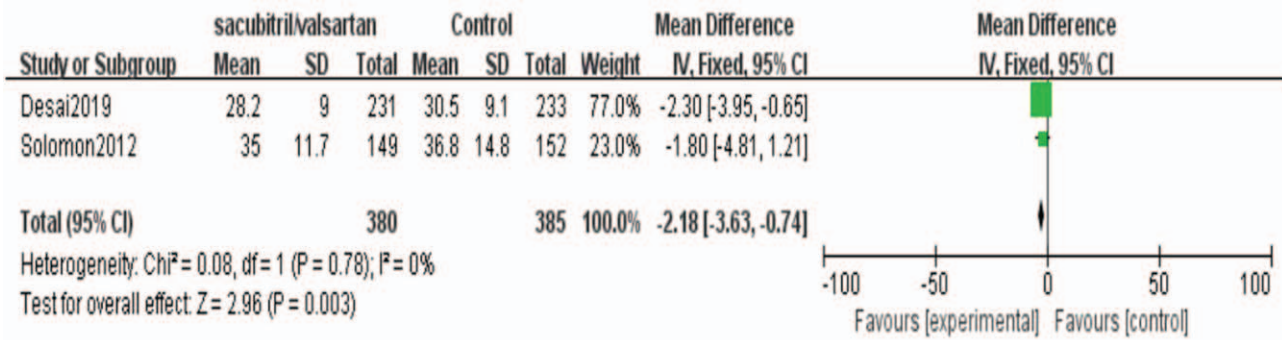 sacubitril/valsartan Control Mean Difference Mean Difference
Study or Subgroup Mean SD Total Mean SD Total Weight IV, Fixed, 95% CI IV, Fixed, 95% CI
Desai2019 28.2 9 231 30.5 9.1 233 77.0% -2.30 [-3.95, -0.65]
Solomon2012 35 11.7 149 36.8 14.8 152 23.0% -1.80 [-4.81, 1.21]
Total (95% CI) 380 385 100.0% -2.18 [-3.63, -0.74]
Heterogeneity: Chi² = 0.08, df = 1 (P = 0.78); I² = 0%
Test for overall effect: Z = 2.96 (P = 0.003)
-100 -50 0 50 100
Favours [experimental] Favours [control]